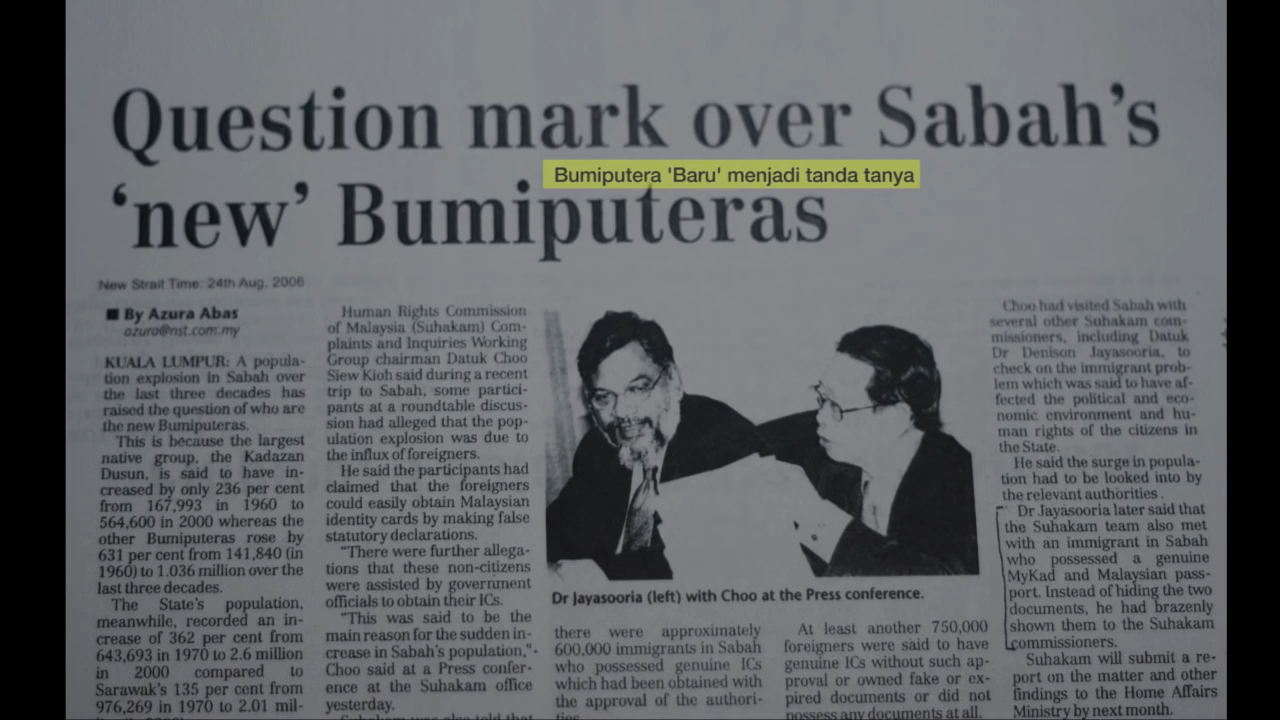 Question mark over Sabah's
Bumiputera 'Baru' menjadi tanda tanya
'new' Bumiputeras
New Strait Time: 24th Aug, 2006
■ By Azura Abas
azura@nst.com.my
KUALA LUMPUR: A popula-
tion explosion in Sabah over
the last three decades has
raised the question of who are
the new Bumiputeras.
This is because the largest
native group, the Kadazan
Dusun, is said to have in-
creased by only 236 per cent
from 167,993 in 1960 to
564,600 in 2000 whereas the
other Bumiputeras rose by
631 per cent from 141,840 (in
1960) to 1.036 million over the
last three decades.
The State's population,
meanwhile, recorded an in-
crease of 362 per cent from
643,693 in 1970 to 2.6 million
in 2000 compared to
Sarawak's 135 per cent from
976,269 in 1970 to 2.01 mil-
Human Rights Commission
of Malaysia (Suhakam) Com-
plaints and Inquiries Working
Group chairman Datuk Choo
Siew Kioh said during a recent
trip to Sabah, some partici-
pants at a roundtable discus-
sion had alleged that the pop-
ulation explosion was due to
the influx of foreigners.
He said the participants had
claimed that the foreigners
could easily obtain Malaysian
identity cards by making false
statutory declarations.
"There were further allega-
tions that these non-citizens
were assisted by government
officials to obtain their ICs.
"This was said to be the
main reason for the sudden in-
crease in Sabah's population,"
Choo said at a Press confer-
ence at the Suhakam office
yesterday.
Suhakam was also told that
Dr Jayasooria (left) with Choo at the Press conference.
there were approximately
600,000 immigrants in Sabah
who possessed genuine ICs
which had been obtained with
the approval of the authori-
ties.
At least another 750,000
foreigners were said to have
genuine ICs without such ap-
proval or owned fake or ex-
pired documents or did not
possess any documents at all.
Choo had visited Sabah with
several other Suhakam com-
missioners, including Datuk
Dr Denison Jayasooria, to
check on the immigrant prob-
lem which was said to have af-
fected the political and eco-
nomic environment and hu-
man rights of the citizens in
the State.
He said the surge in popula-
tion had to be looked into by
the relevant authorities.
Dr Jayasooria later said that
the Suhakam team also met
with an immigrant in Sabah
who possessed a genuine
MyKad and Malaysian pass-
port. Instead of hiding the two
documents, he had brazenly
shown them to the Suhakam
commissioners.
Suhakam will submit a re-
port on the matter and other
findings to the Home Affairs
Ministry by next month.